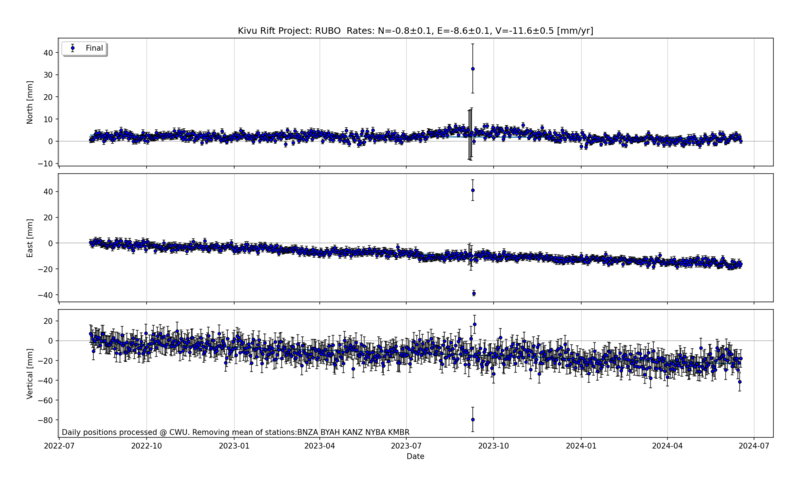 Kivu Rift Project: RUBO  Rates: N=-0.8±0.1, E=-8.6±0.1, V=-11.6±0.5 [mm/yr]
Final
North [mm]
40
30
20
10
0
−10
East [mm]
40
20
0
−20
−40
Vertical [mm]
20
0
−20
−40
−60
−80
Daily positions processed @ CWU. Removing mean of stations:BNZA BYAH KANZ NYBA KMBR
2022-07 2022-10 2023-01 2023-04 2023-07 2023-10 2024-01 2024-04 2024-07
Date